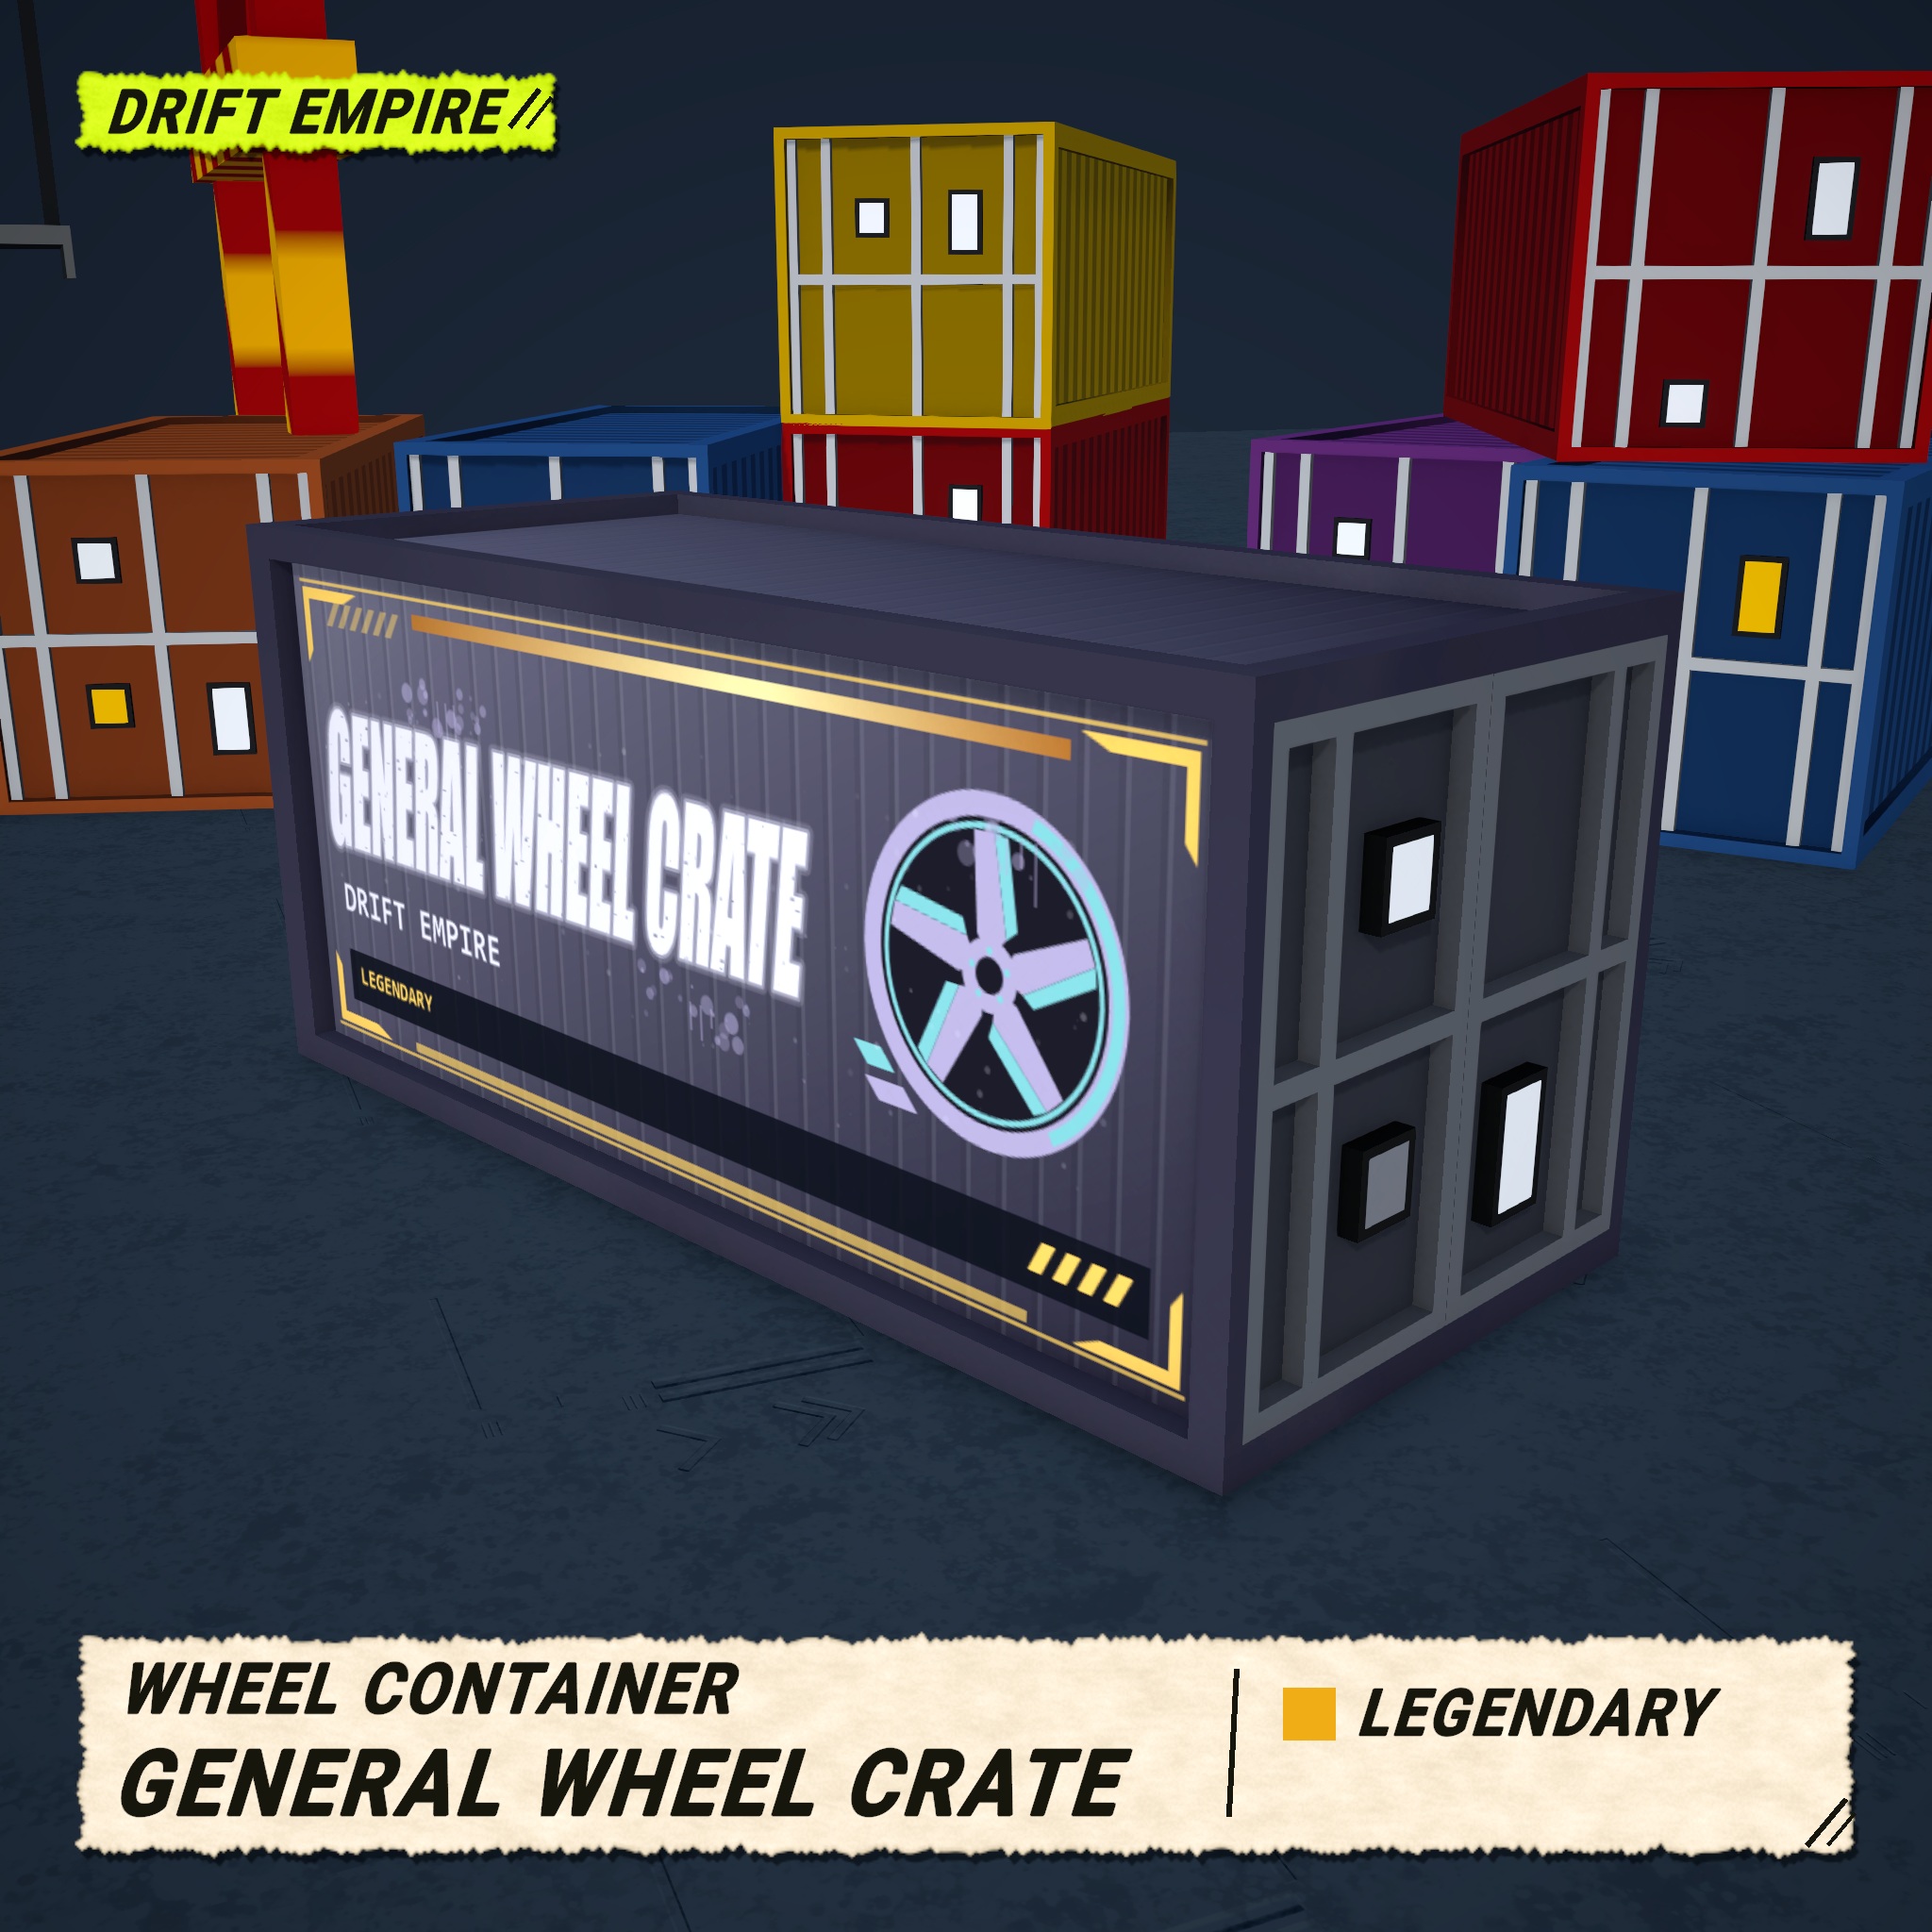 DRIFT EMPIRE//
GENERAL WHEEL CRATE
DRIFT EMPIRE
LEGENDARY
WHEEL CONTAINER
GENERAL WHEEL CRATE
LEGENDARY